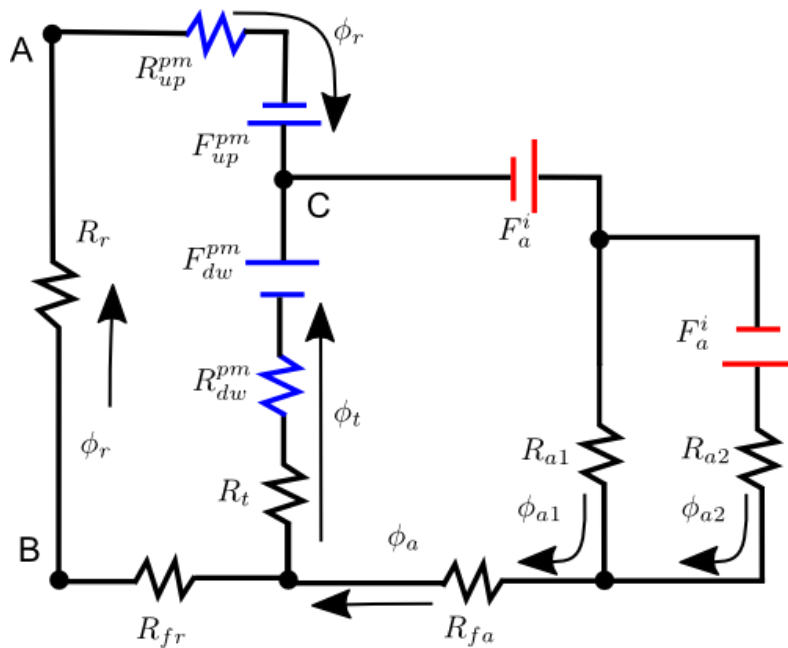 A
R_{up}^{pm}
ϕ_r
F_{up}^{pm}
C
F_a^i
R_r
F_{dw}^{pm}
F_a^i
R_{dw}^{pm}
ϕ_t
ϕ_r
R_{a1}
R_{a2}
R_t
ϕ_{a1}
ϕ_{a2}
ϕ_a
B
R_{fr}
R_{fa}